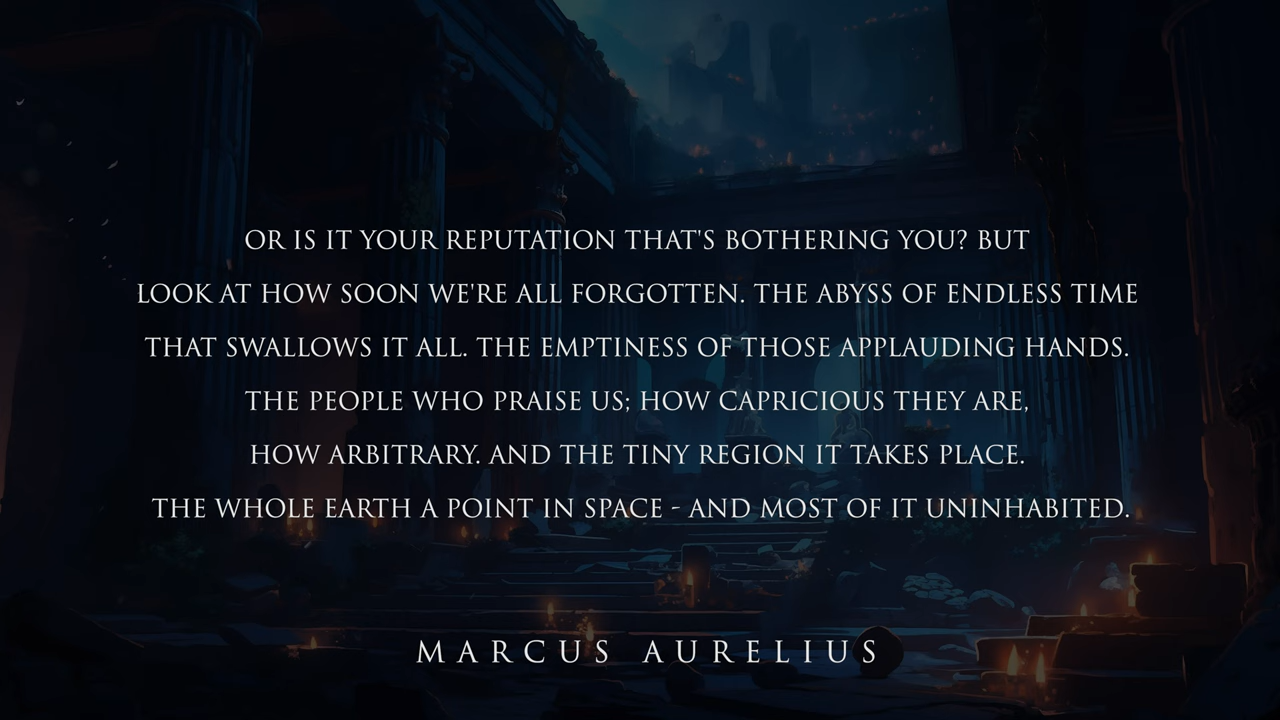 OR IS IT YOUR REPUTATION THAT'S BOTHERING YOU? BUT
LOOK AT HOW SOON WE'RE ALL FORGOTTEN. THE ABYSS OF ENDLESS TIME
THAT SWALLOWS IT ALL. THE EMPTINESS OF THOSE APPLAUDING HANDS.
THE PEOPLE WHO PRAISE US; HOW CAPRICIOUS THEY ARE,
HOW ARBITRARY. AND THE TINY REGION IT TAKES PLACE.
THE WHOLE EARTH A POINT IN SPACE - AND MOST OF IT UNINHABITED.
MARCUS AURELIUS